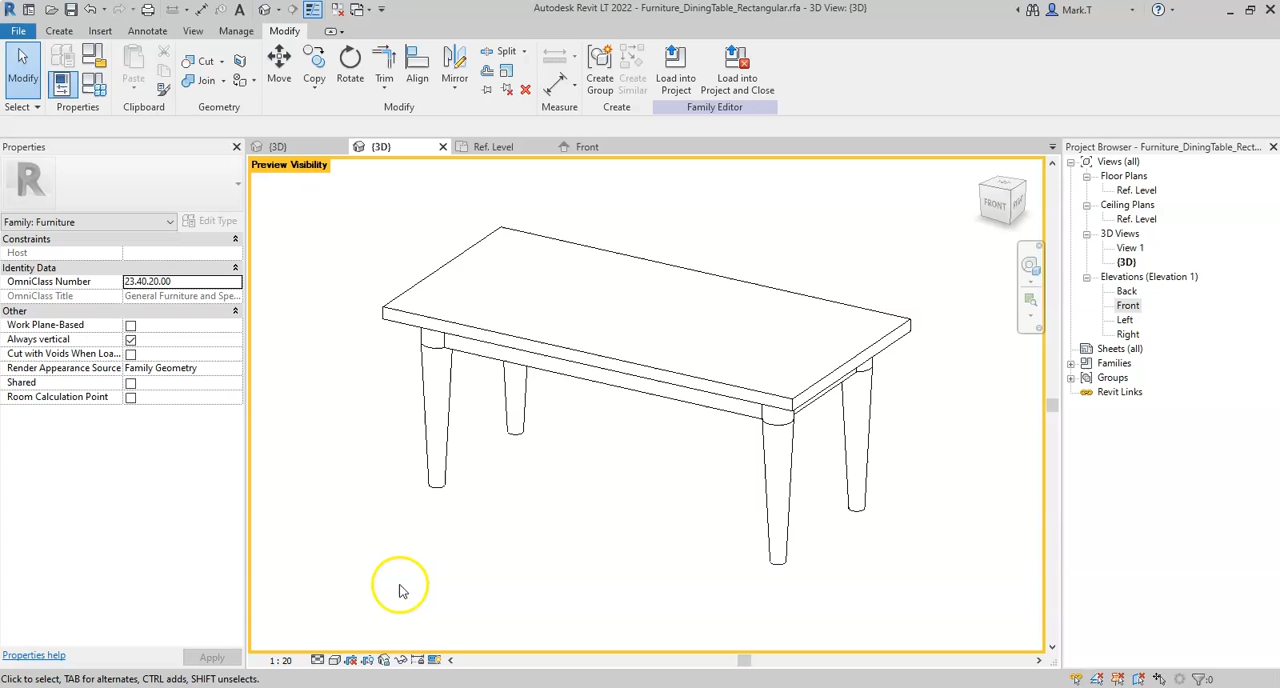 Autodesk Revit LT 2022 - Furniture_DiningTable_Rectangular.rfa - 3D View: {3D}
Mark.T
File Create Insert Annotate View Manage Modify
Modify
Select
Properties
Paste
Clipboard
Cut
Join
Geometry
Move Copy Rotate Trim Align Mirror
Split
Modify
Measure
Create Group
Create Similar
Create
Load into Project
Load into Project and Close
Family Editor
Properties
Family: Furniture
Edit Type
Constraints
Host
Identity Data
OmniClass Number 23.40.20.00
OmniClass Title General Furniture and Spe...
Other
Work Plane-Based
Always vertical
Cut with Voids When Loa...
Render Appearance Source Family Geometry
Shared
Room Calculation Point
Properties help
Apply
{3D} {3D} Ref. Level Front
Preview Visibility
FRONT
1 : 20
Project Browser - Furniture_DiningTable_Rect...
Views (all)
Floor Plans
Ref. Level
Ceiling Plans
Ref. Level
3D Views
View 1
{3D}
Elevations (Elevation 1)
Back
Front
Left
Right
Sheets (all)
Families
Groups
Revit Links
Click to select, TAB for alternates, CTRL adds, SHIFT unselects.
:0